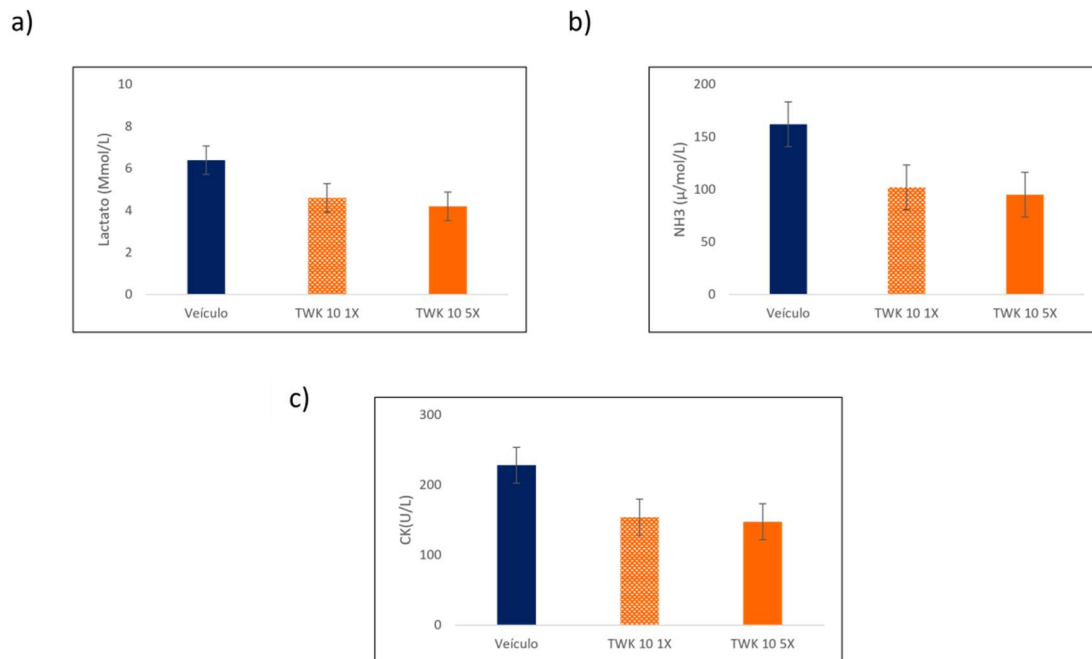 a)
10
8
6
4
2
0
Lactato (Mmol/L)
Veículo TWK 10 1X TWK 10 5X
b)
200
150
100
50
0
NH3 (µ/mol/L)
Veículo TWK 10 1X TWK 10 5X
c)
300
200
100
0
CK(U/L)
Veículo TWK 10 1X TWK 10 5X